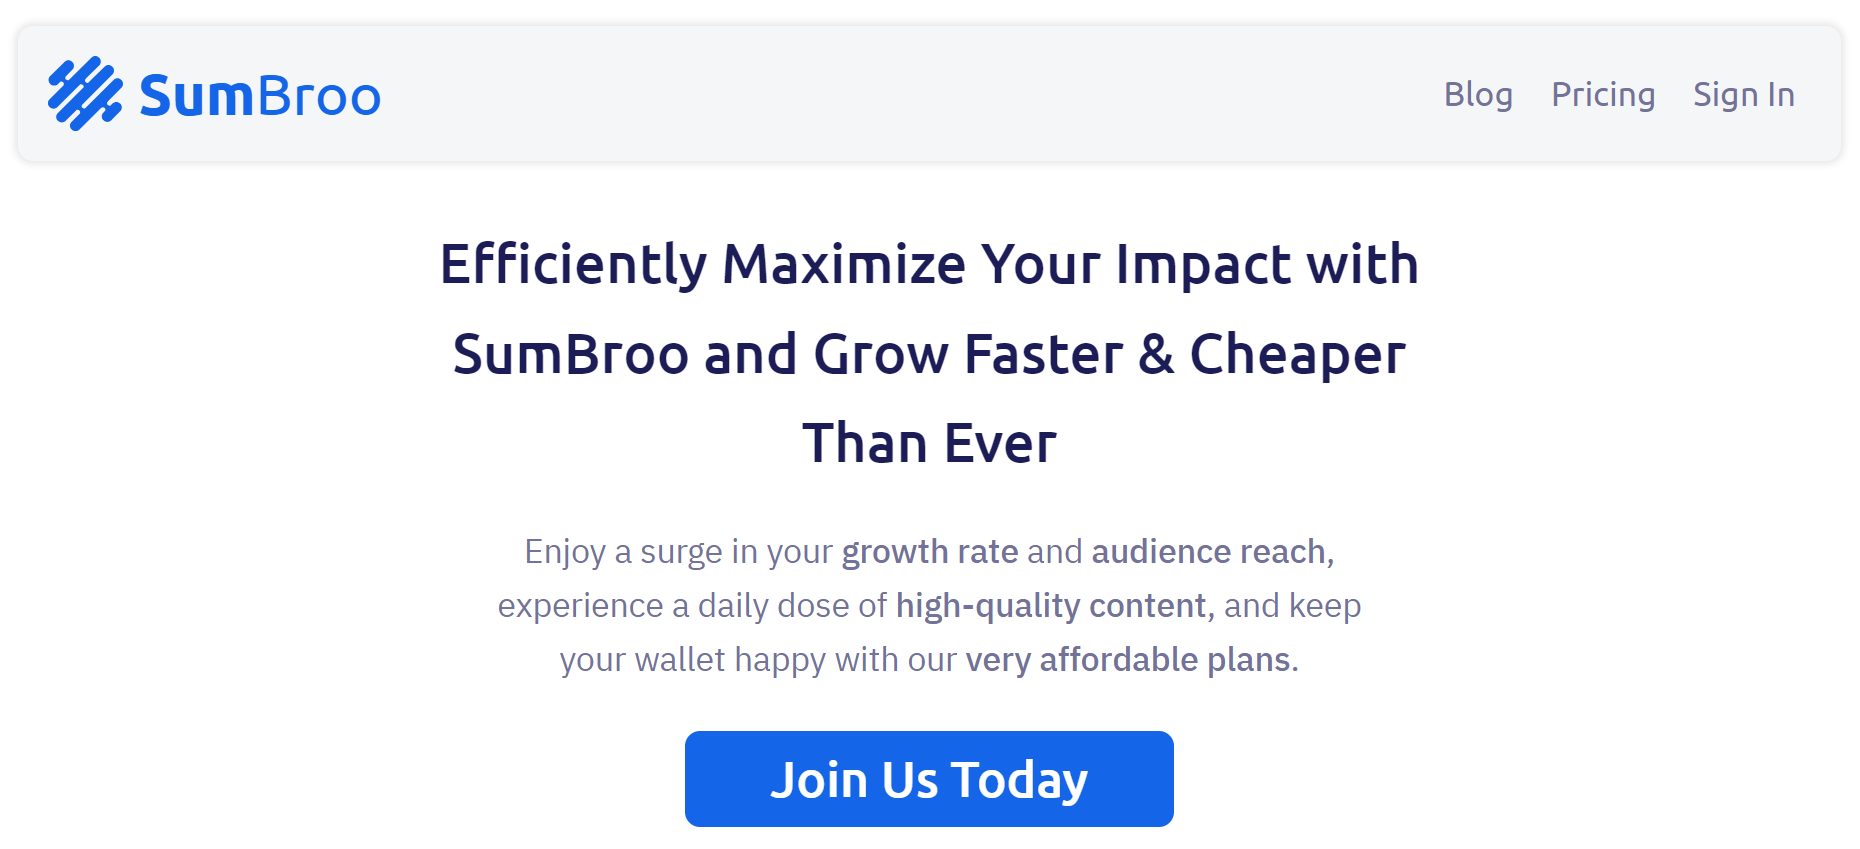 SumBroo
Blog Pricing Sign In
Efficiently Maximize Your Impact with
SumBroo and Grow Faster & Cheaper
Than Ever
Enjoy a surge in your growth rate and audience reach,
experience a daily dose of high-quality content, and keep
your wallet happy with our very affordable plans.
Join Us Today